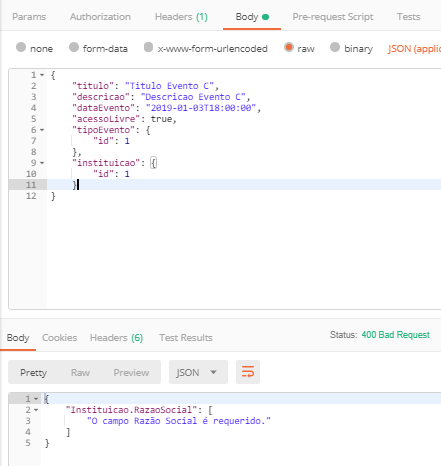 Params Authorization Headers (1) Body Pre-request Script Tests
none form-data x-www-form-urlencoded raw binary JSON (applic
1 {
2 "titulo": "Titulo Evento C",
3 "descricao": "Descricao Evento C",
4 "dataEvento": "2019-01-03T18:00:00",
5 "acessoLivre": true,
6 "tipoEvento": {
7 "id": 1
8 },
9 "instituicao": {
10 "id": 1
11 }
12 }
Body Cookies Headers (6) Test Results Status: 400 Bad Request
Pretty Raw Preview JSON
1 {
2 "Instituicao.RazaoSocial": [
3 "O campo Razão Social é requerido."
4 ]
5 }